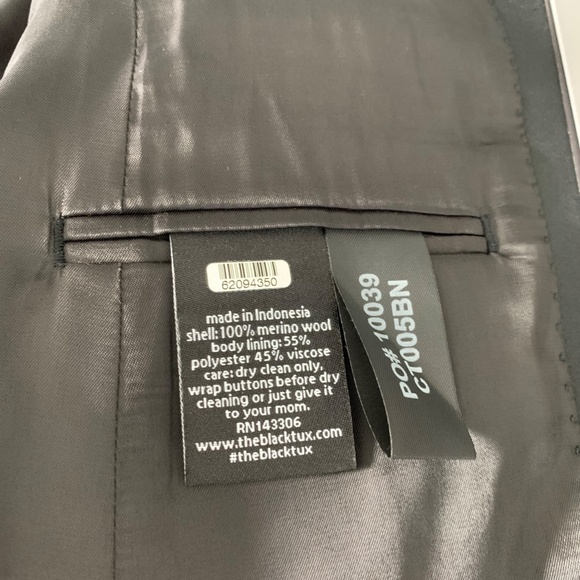 62094350
made in Indonesia
shell: 100% merino wool
body lining: 55%
polyester 45% viscose
care: dry clean only,
wrap buttons before dry
cleaning or just give it
to your mom.
RN143306
www.theblacktux.com
#theblacktux
PO# 10039
CT005BN